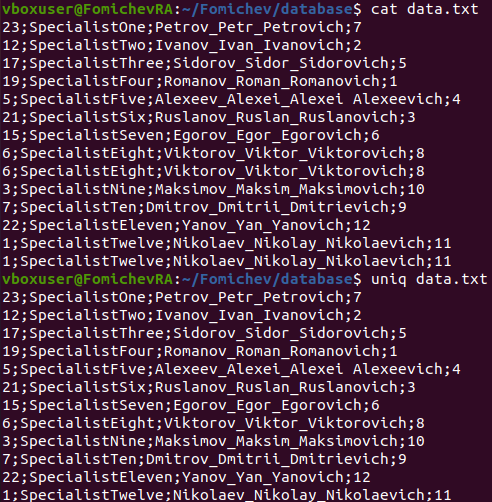 vboxuser@FomichevRA:~/Fomichev/database$ cat data.txt
23;SpecialistOne;Petrov_Petr_Petrovich;7
12;SpecialistTwo;Ivanov_Ivan_Ivanovich;2
17;SpecialistThree;Sidorov_Sidor_Sidorovich;5
19;SpecialistFour;Romanov_Roman_Romanovich;1
5;SpecialistFive;Alexeev_Alexei_Alexei Alexeevich;4
21;SpecialistSix;Ruslanov_Ruslan_Ruslanovich;3
15;SpecialistSeven;Egorov_Egor_Egorovich;6
6;SpecialistEight;Viktorov_Viktor_Viktorovich;8
6;SpecialistEight;Viktorov_Viktor_Viktorovich;8
3;SpecialistNine;Maksimov_Maksim_Maksimovich;10
7;SpecialistTen;Dmitrov_Dmitrii_Dmitrievich;9
22;SpecialistEleven;Yanov_Yan_Yanovich;12
1;SpecialistTwelve;Nikolaev_Nikolay_Nikolaevich;11
1;SpecialistTwelve;Nikolaev_Nikolay_Nikolaevich;11
vboxuser@FomichevRA:~/Fomichev/database$ uniq data.txt
23;SpecialistOne;Petrov_Petr_Petrovich;7
12;SpecialistTwo;Ivanov_Ivan_Ivanovich;2
17;SpecialistThree;Sidorov_Sidor_Sidorovich;5
19;SpecialistFour;Romanov_Roman_Romanovich;1
5;SpecialistFive;Alexeev_Alexei_Alexei Alexeevich;4
21;SpecialistSix;Ruslanov_Ruslan_Ruslanovich;3
15;SpecialistSeven;Egorov_Egor_Egorovich;6
6;SpecialistEight;Viktorov_Viktor_Viktorovich;8
3;SpecialistNine;Maksimov_Maksim_Maksimovich;10
7;SpecialistTen;Dmitrov_Dmitrii_Dmitrievich;9
22;SpecialistEleven;Yanov_Yan_Yanovich;12
1;SpecialistTwelve;Nikolaev_Nikolay_Nikolaevich;11